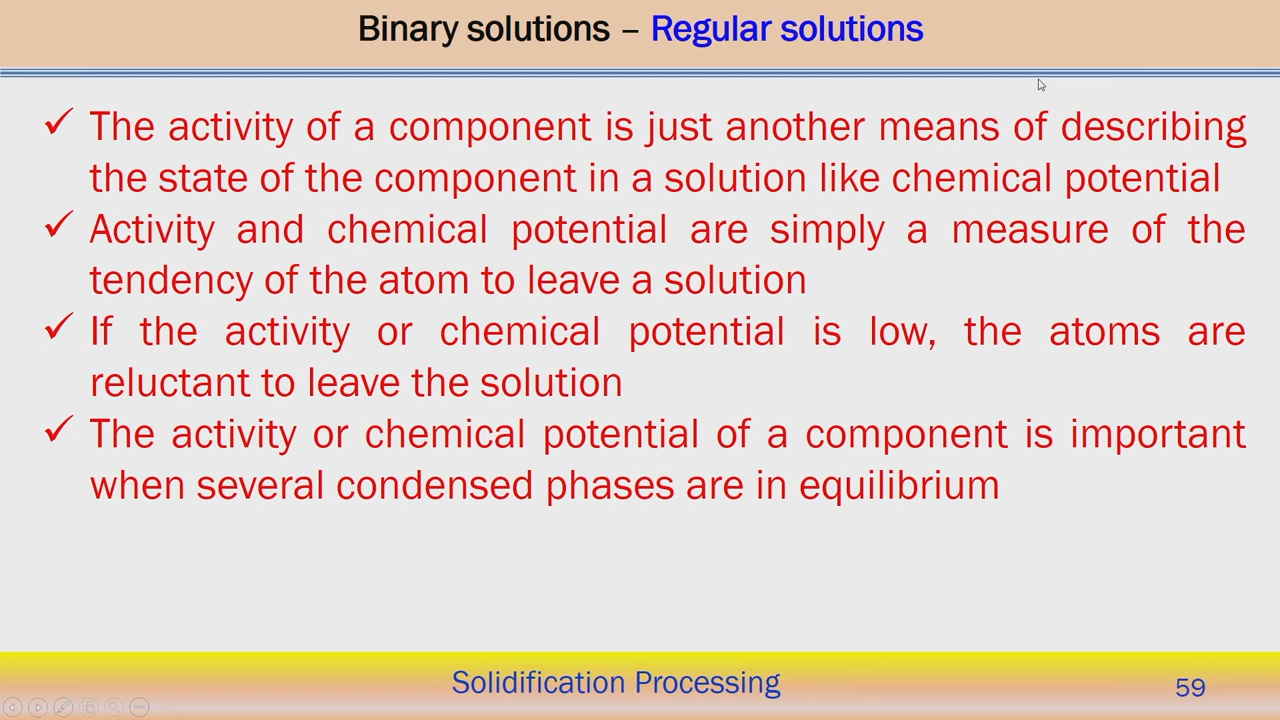 Binary solutions – Regular solutions
✓ The activity of a component is just another means of describing
the state of the component in a solution like chemical potential
✓ Activity and chemical potential are simply a measure of the
tendency of the atom to leave a solution
✓ If the activity or chemical potential is low, the atoms are
reluctant to leave the solution
✓ The activity or chemical potential of a component is important
when several condensed phases are in equilibrium
Solidification Processing
59